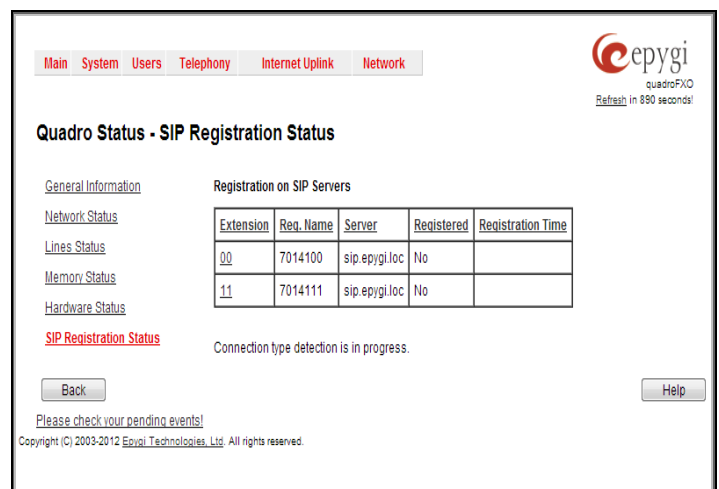 Main System Users Telephony Internet Uplink Network
epygi
quadroFXO
Refresh in 890 seconds!
Quadro Status - SIP Registration Status
General Information
Network Status
Lines Status
Memory Status
Hardware Status
SIP Registration Status
Registration on SIP Servers
Extension Reg. Name Server Registered Registration Time
00 7014100 sip.epygi.loc No
11 7014111 sip.epygi.loc No
Connection type detection is in progress.
Back
Help
Please check your pending events!
Copyright (C) 2003-2012 Epygi Technologies, Ltd. All rights reserved.